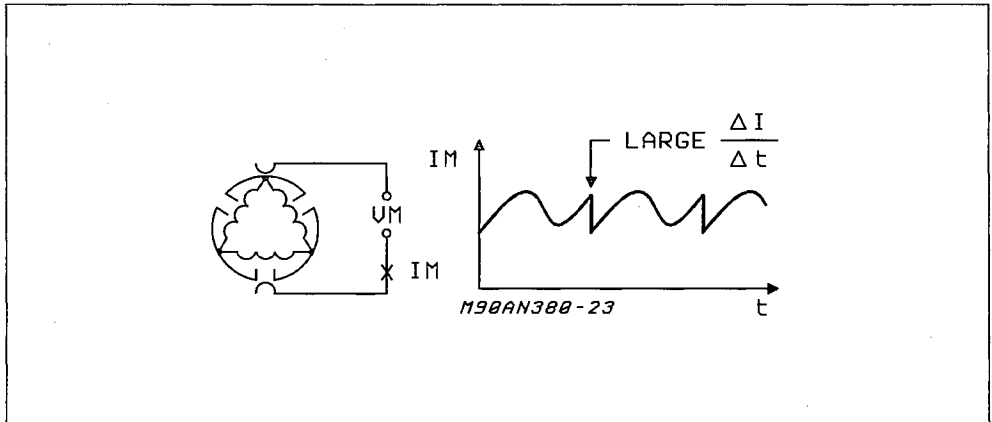 LARGE ΔI/Δt
IM
VM
IM
M90AN380-23
t